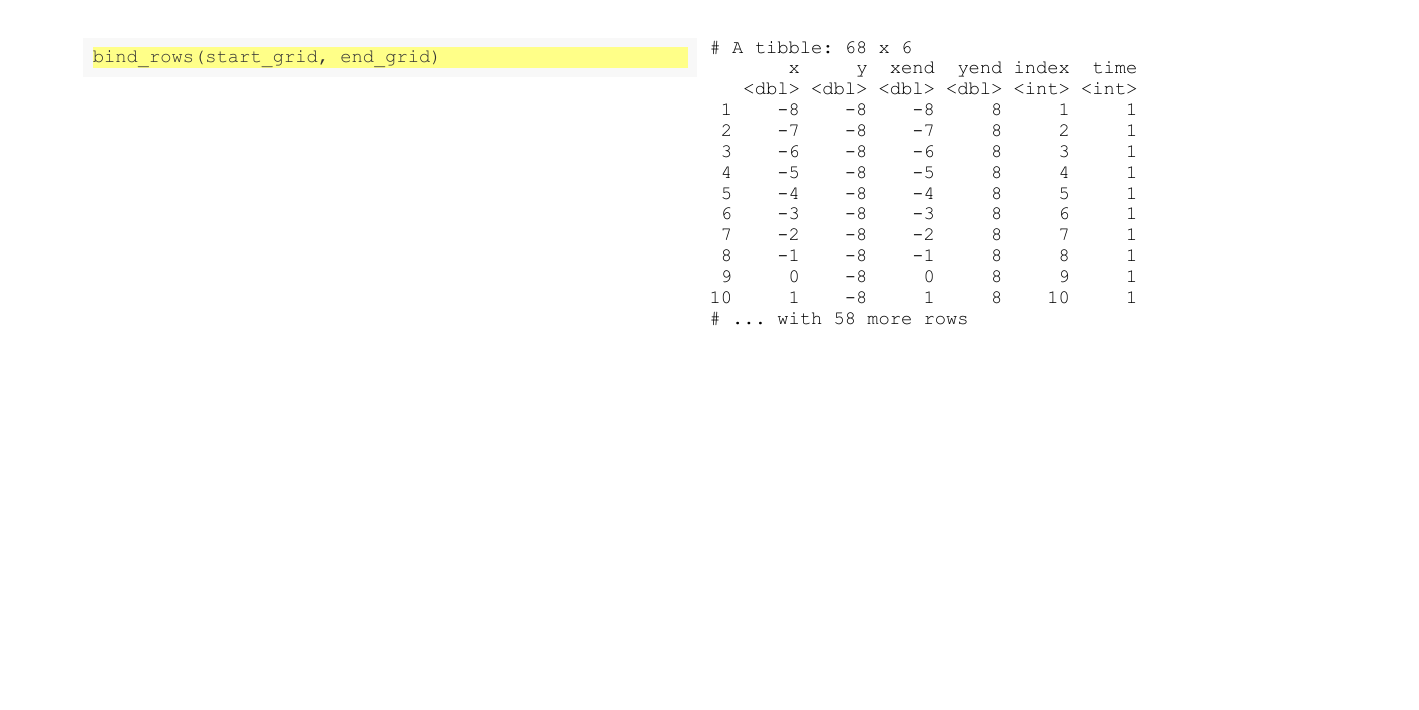 bind_rows(start_grid, end_grid)
# A tibble: 68 x 6
       x     y  xend  yend index  time
   <dbl> <dbl> <dbl> <dbl> <int> <int>
 1    -8    -8    -8     8     1     1
 2    -7    -8    -7     8     2     1
 3    -6    -8    -6     8     3     1
 4    -5    -8    -5     8     4     1
 5    -4    -8    -4     8     5     1
 6    -3    -8    -3     8     6     1
 7    -2    -8    -2     8     7     1
 8    -1    -8    -1     8     8     1
 9     0    -8     0     8     9     1
10     1    -8     1     8    10     1
# ... with 58 more rows